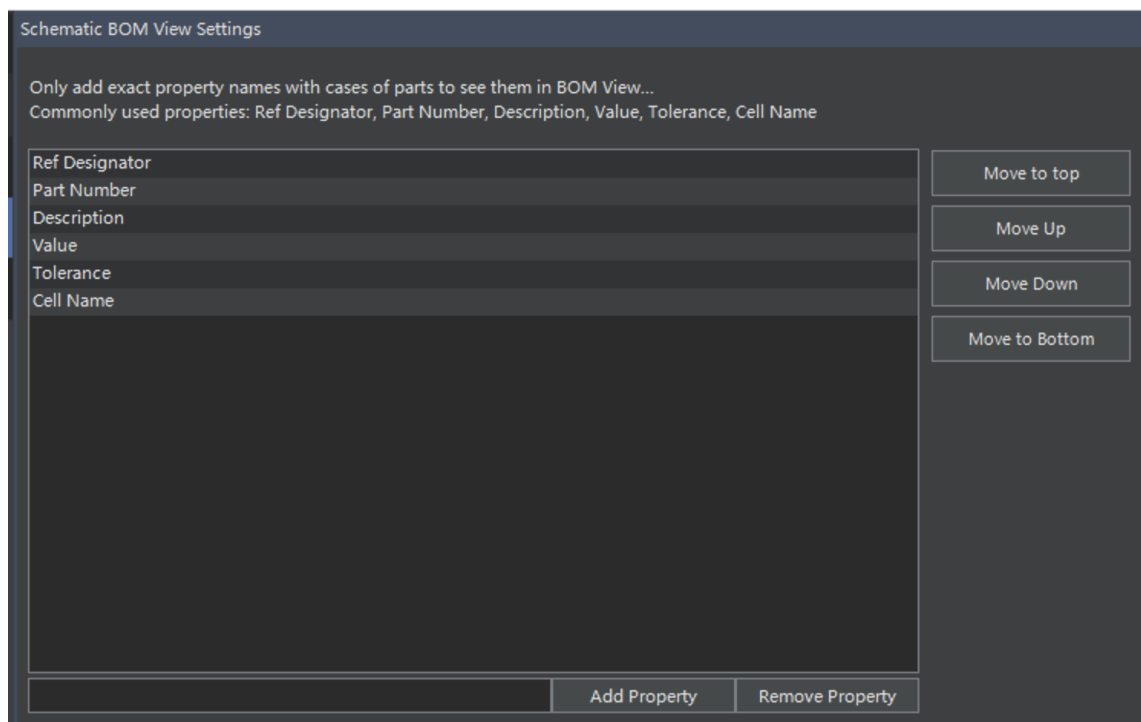 Schematic BOM View Settings
Only add exact property names with cases of parts to see them in BOM View...
Commonly used properties: Ref Designator, Part Number, Description, Value, Tolerance, Cell Name
Ref Designator
Part Number
Description
Value
Tolerance
Cell Name
Move to top
Move Up
Move Down
Move to Bottom
Add Property
Remove Property